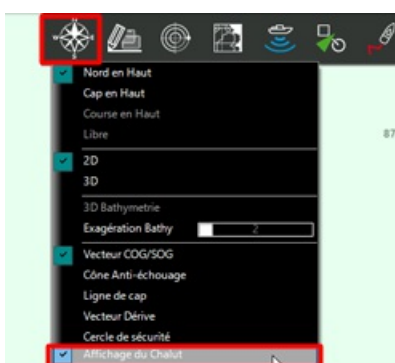 87
Nord en Haut
Cap en Haut
Course en Haut
Libre
2D
3D
3D Bathymetrie
Exagération Bathy 2
Vecteur COG/SOG
Cône Anti-échouage
Ligne de cap
Vecteur Dérive
Cercle de sécurité
Affichage du Chalut